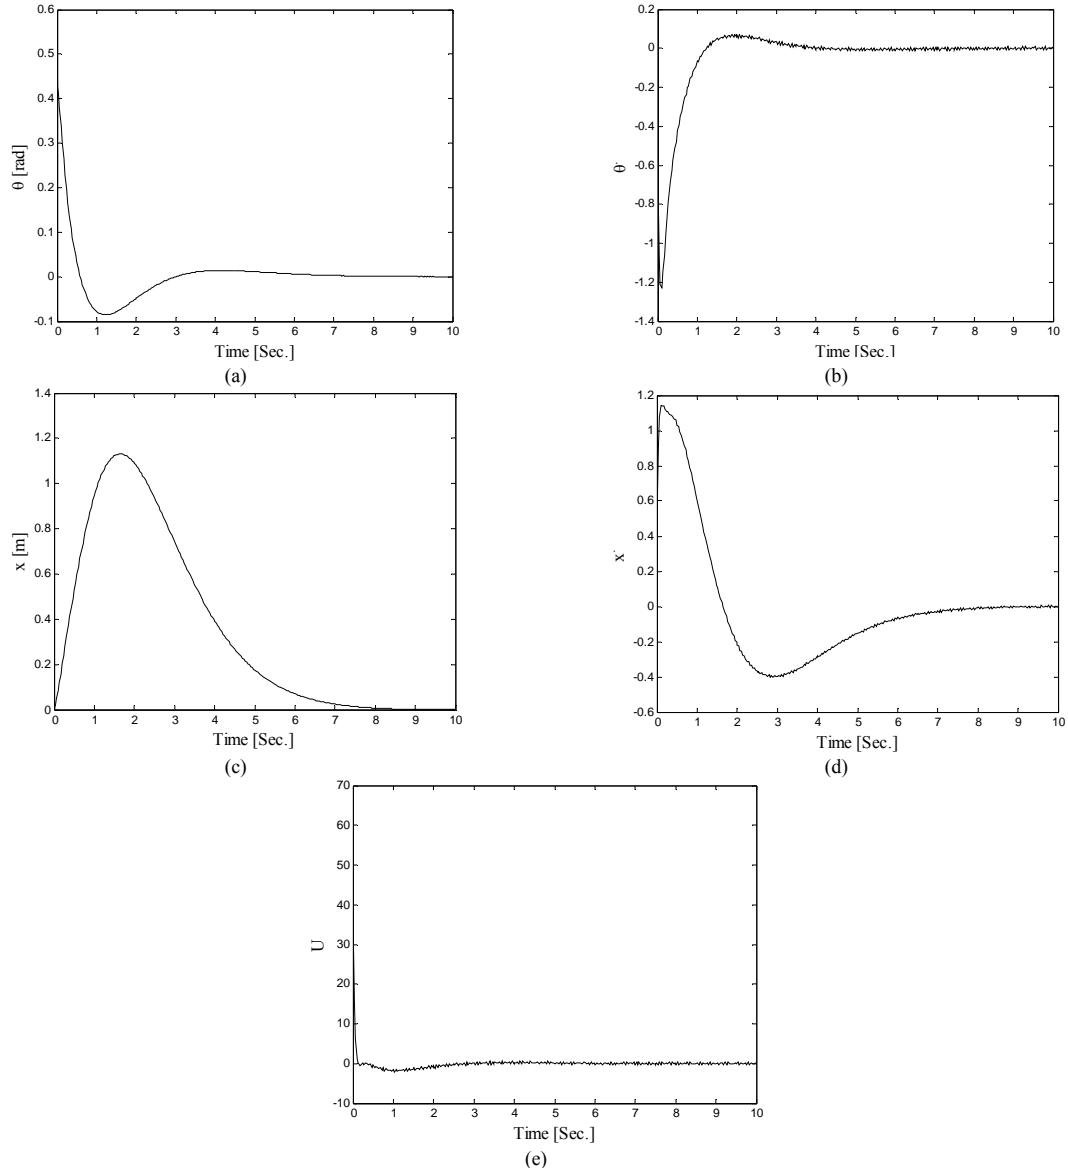 0.6
0.5
0.4
0.3
0.2
0.1
0
-0.1
θ [rad]
0 1 2 3 4 5 6 7 8 9 10
Time [Sec.]
(a)
0.2
0
-0.2
-0.4
-0.6
-0.8
-1
-1.2
-1.4
θ˙
0 1 2 3 4 5 6 7 8 9 10
Time [Sec.]
(b)
1.4
1.2
1
0.8
0.6
0.4
0.2
0
x [m]
0 1 2 3 4 5 6 7 8 9 10
Time [Sec.]
(c)
1.2
1
0.8
0.6
0.4
0.2
0
-0.2
-0.4
-0.6
x˙
0 1 2 3 4 5 6 7 8 9 10
Time [Sec.]
(d)
70
60
50
40
30
20
10
0
-10
U
0 1 2 3 4 5 6 7 8 9 10
Time [Sec.]
(e)